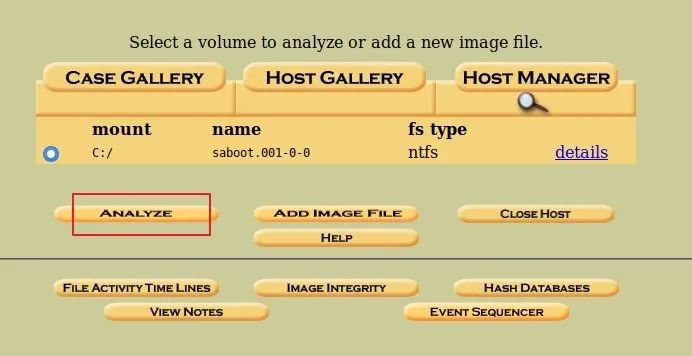 Select a volume to analyze or add a new image file.
CASE GALLERY HOST GALLERY HOST MANAGER
mount name fs type
C:/ saboot.001-0-0 ntfs details
ANALYZE ADD IMAGE FILE CLOSE HOST
HELP
FILE ACTIVITY TIME LINES IMAGE INTEGRITY HASH DATABASES
VIEW NOTES EVENT SEQUENCER